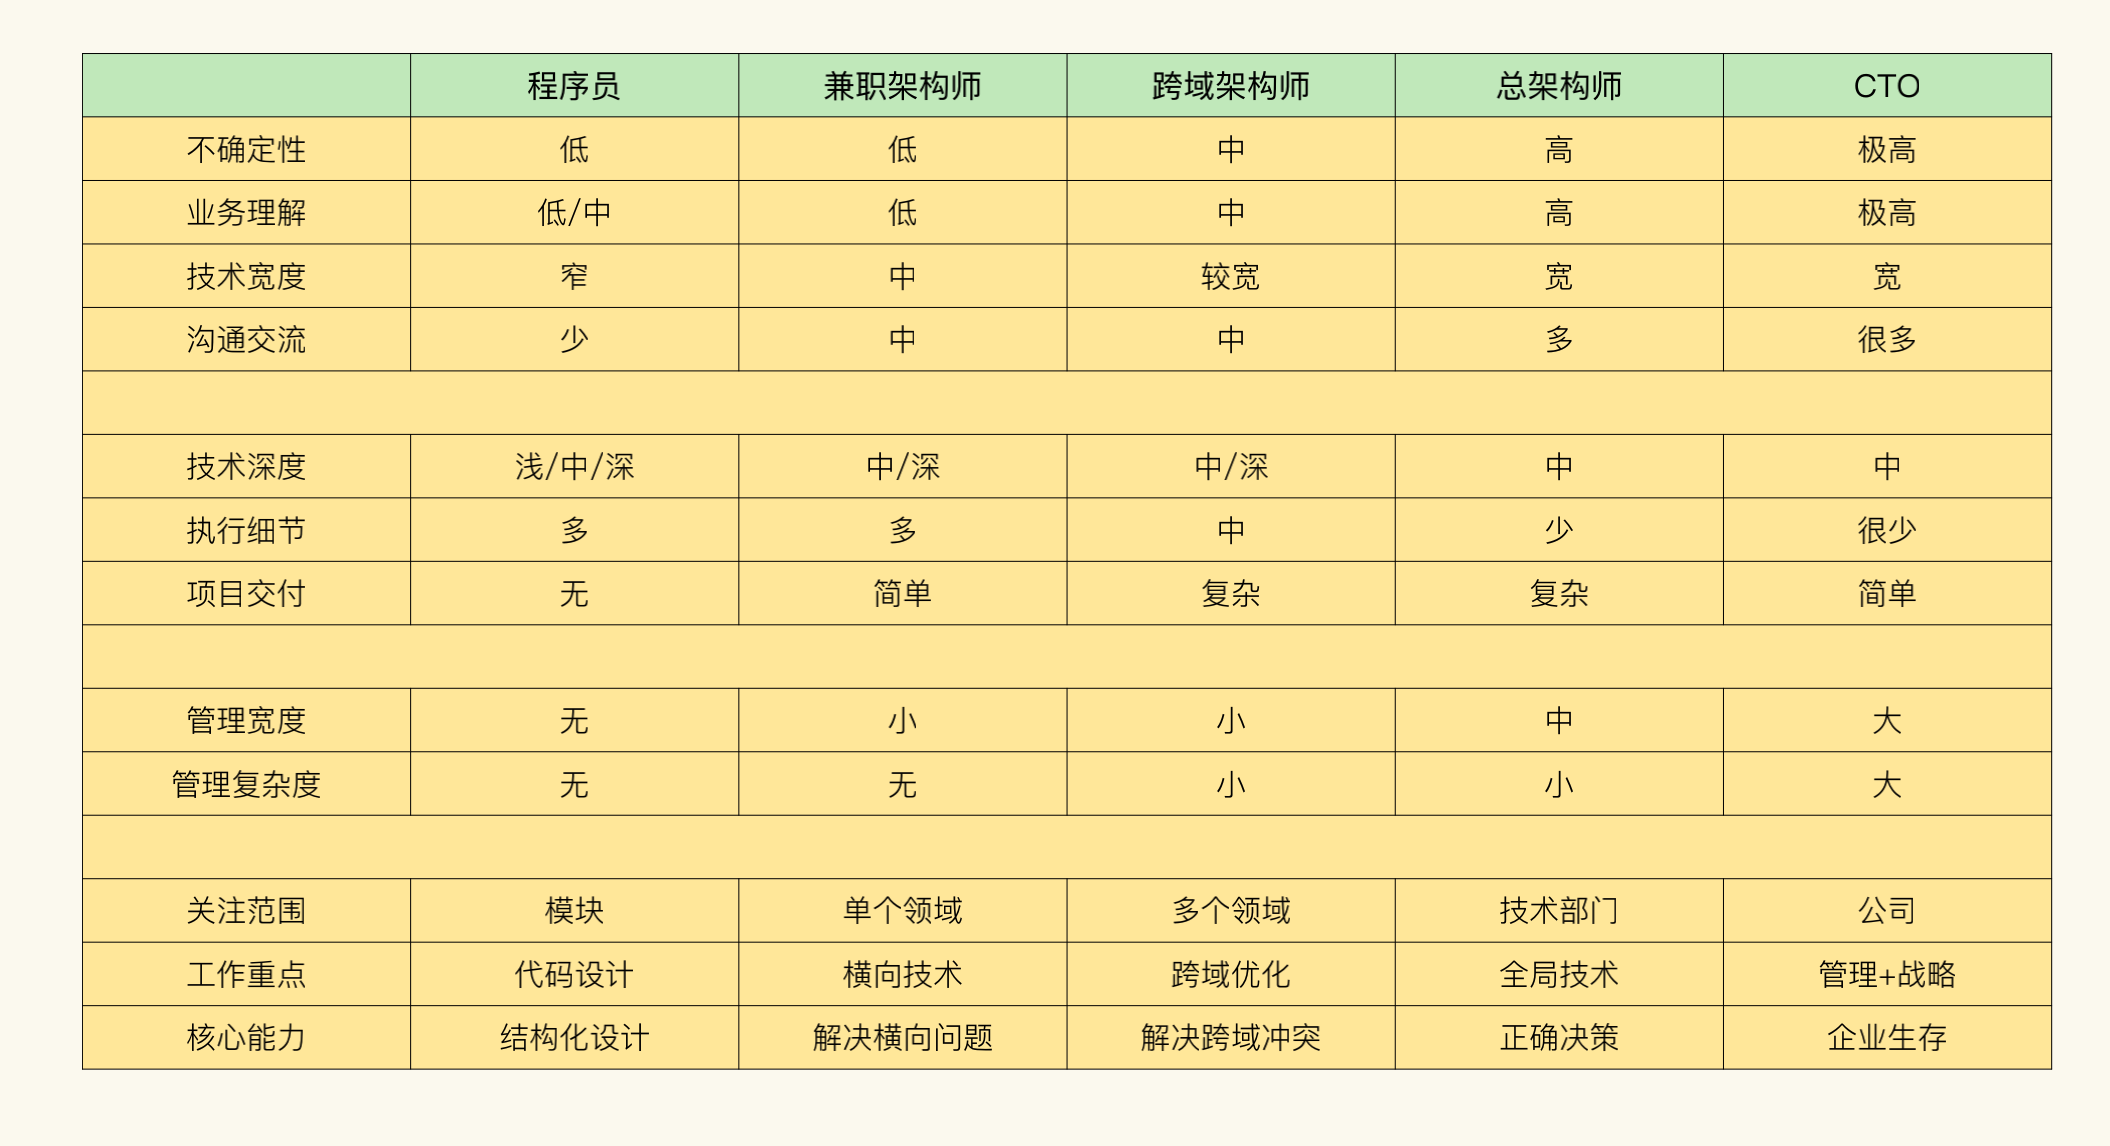 程序员 兼职架构师 跨域架构师 总架构师 CTO
不确定性 低 低 中 高 极高
业务理解 低/中 低 中 高 极高
技术宽度 窄 中 较宽 宽 宽
沟通交流 少 中 中 多 很多
技术深度 浅/中/深 中/深 中/深 中 中
执行细节 多 多 中 少 很少
项目交付 无 简单 复杂 复杂 简单
管理宽度 无 小 小 中 大
管理复杂度 无 无 小 小 大
关注范围 模块 单个领域 多个领域 技术部门 公司
工作重点 代码设计 横向技术 跨域优化 全局技术 管理+战略
核心能力 结构化设计 解决横向问题 解决跨域冲突 正确决策 企业生存